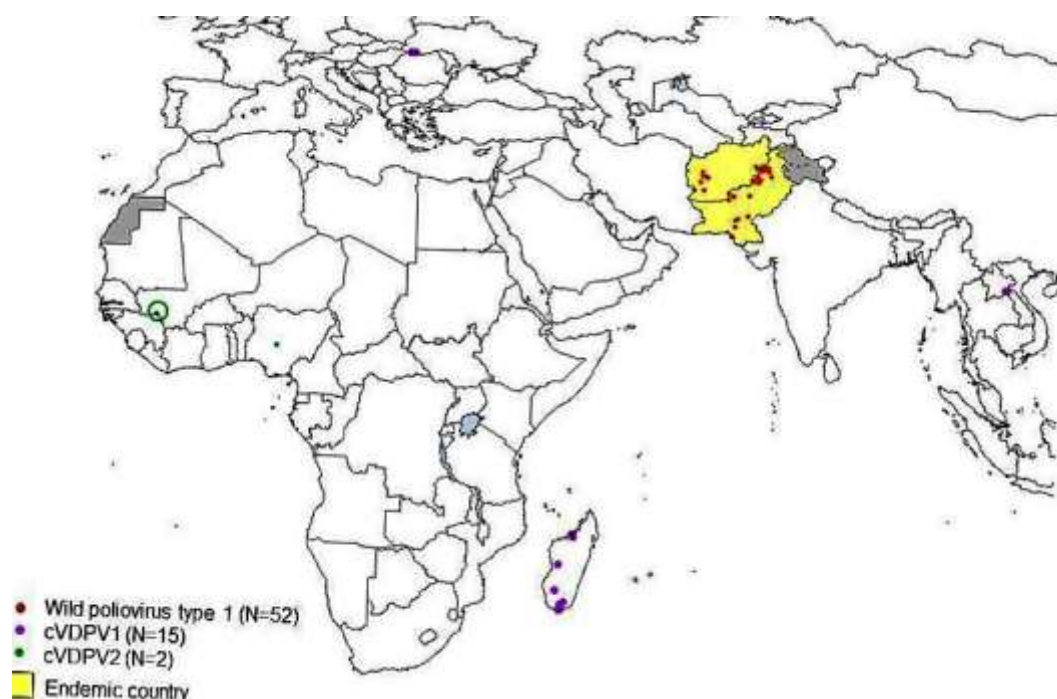 Wild poliovirus type 1 (N=52)
cVDPV1 (N=15)
cVDPV2 (N=2)
Endemic country